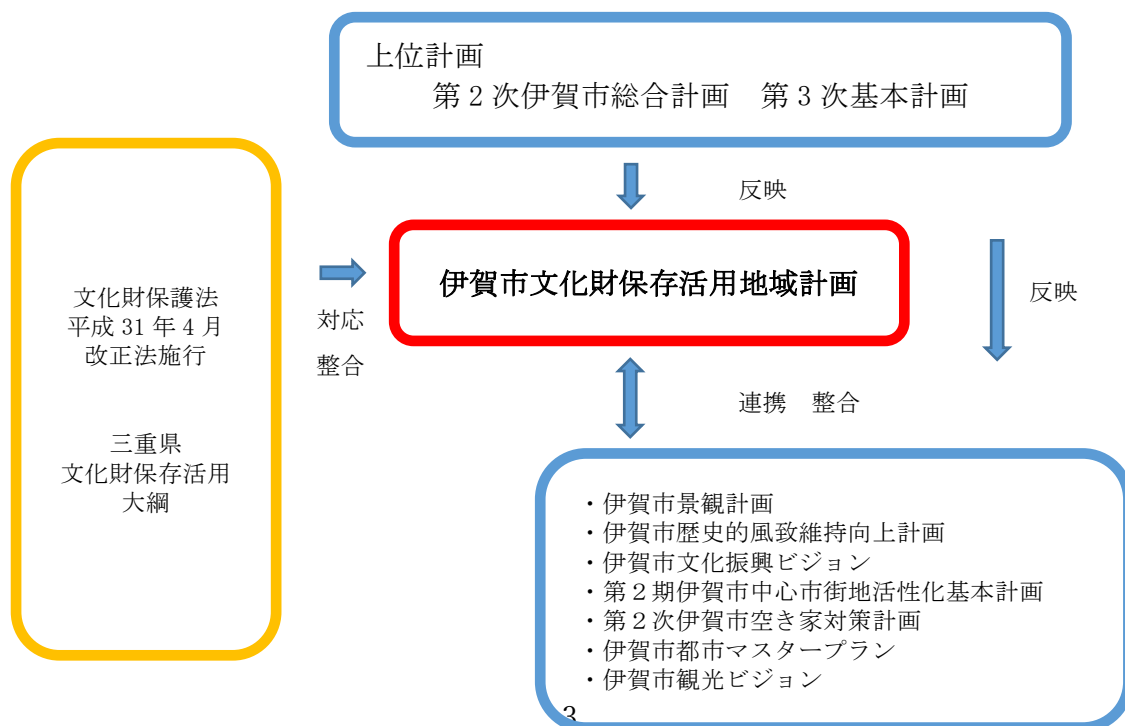 上位計画
第2次伊賀市総合計画　第3次基本計画
反映
文化財保護法
平成 31 年 4 月
改正法施行
三重県
文化財保存活用
大綱
対応
整合
伊賀市文化財保存活用地域計画
反映
連携　整合
・伊賀市景観計画
・伊賀市歴史的風致維持向上計画
・伊賀市文化振興ビジョン
・第2期伊賀市中心市街地活性化基本計画
・第2次伊賀市空き家対策計画
・伊賀市都市マスタープラン
・伊賀市観光ビジョン
3